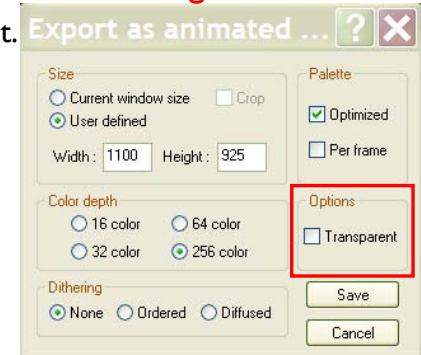 t.
Export as animated ...
Size
Current window size Crop
User defined
Width : 1100 Height : 925
Palette
Optimized
Per frame
Color depth
16 color 64 color
32 color 256 color
Options
Transparent
Dithering
None Ordered Diffused
Save
Cancel